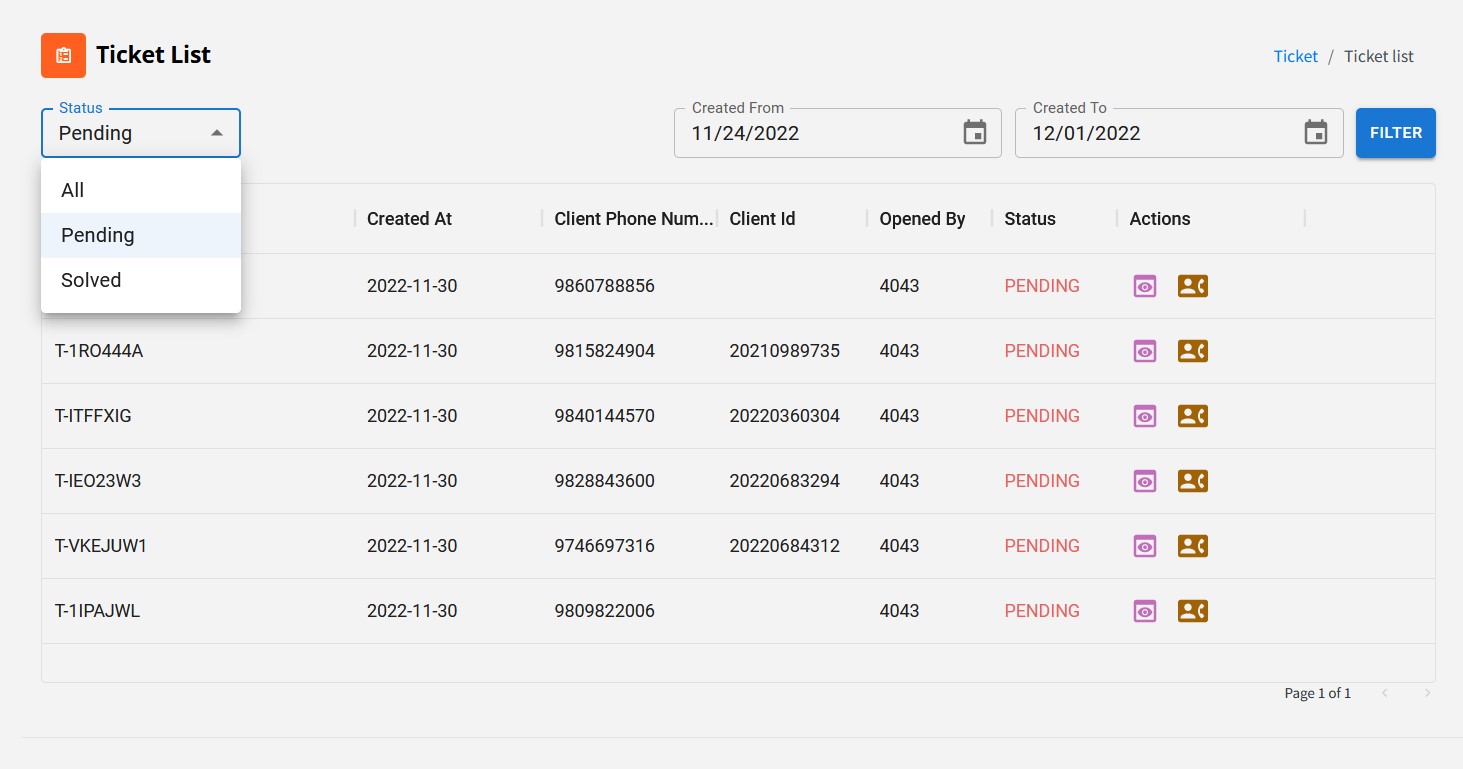 Ticket List
Ticket / Ticket list
Status
Pending
Created From
11/24/2022
Created To
12/01/2022
FILTER
All
Pending
Solved
Created At Client Phone Num... Client Id Opened By Status Actions
2022-11-30 9860788856 4043 PENDING
T-1RO444A 2022-11-30 9815824904 20210989735 4043 PENDING
T-ITFFXIG 2022-11-30 9840144570 20220360304 4043 PENDING
T-IEO23W3 2022-11-30 9828843600 20220683294 4043 PENDING
T-VKEJUW1 2022-11-30 9746697316 20220684312 4043 PENDING
T-1IPAJWL 2022-11-30 9809822006 4043 PENDING
Page 1 of 1